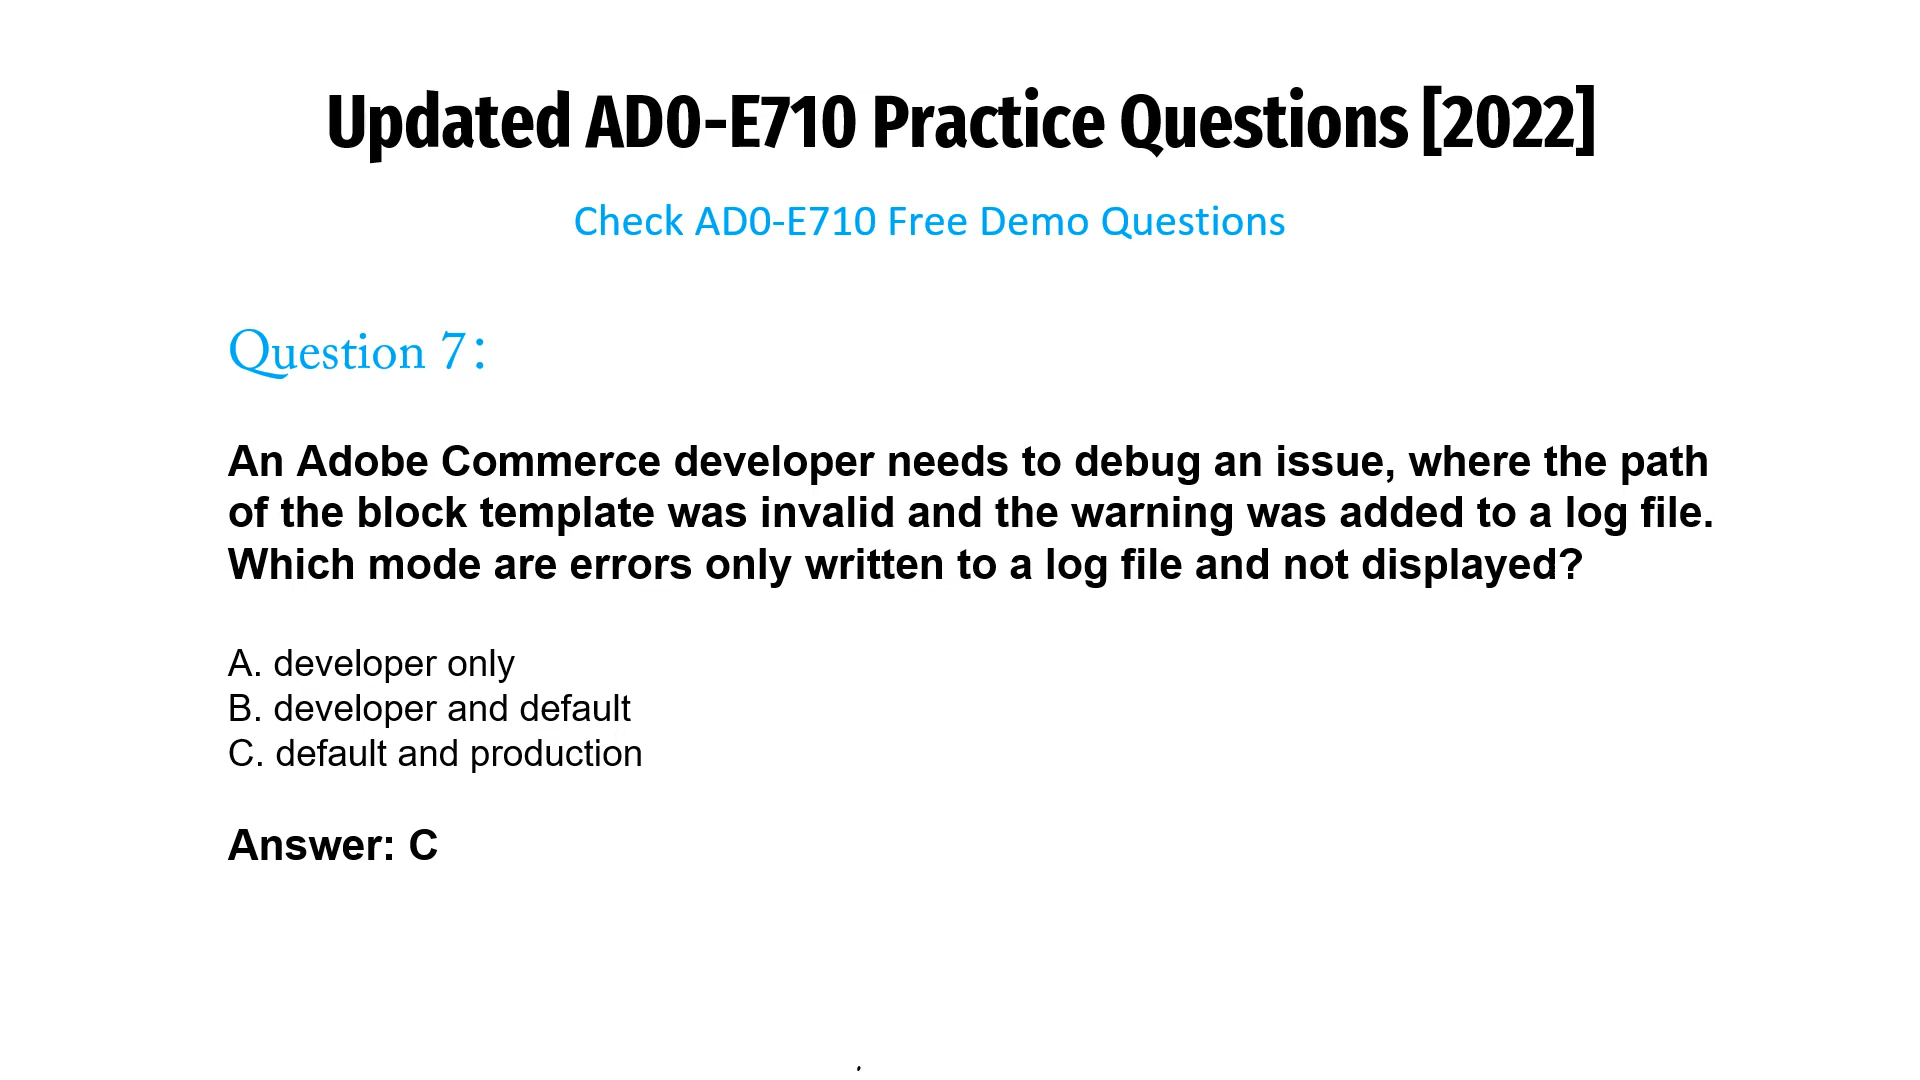 Updated AD0-E710 Practice Questions [2022]
Check AD0-E710 Free Demo Questions
Question 7:
An Adobe Commerce developer needs to debug an issue, where the path
of the block template was invalid and the warning was added to a log file.
Which mode are errors only written to a log file and not displayed?
A. developer only
B. developer and default
C. default and production
Answer: C